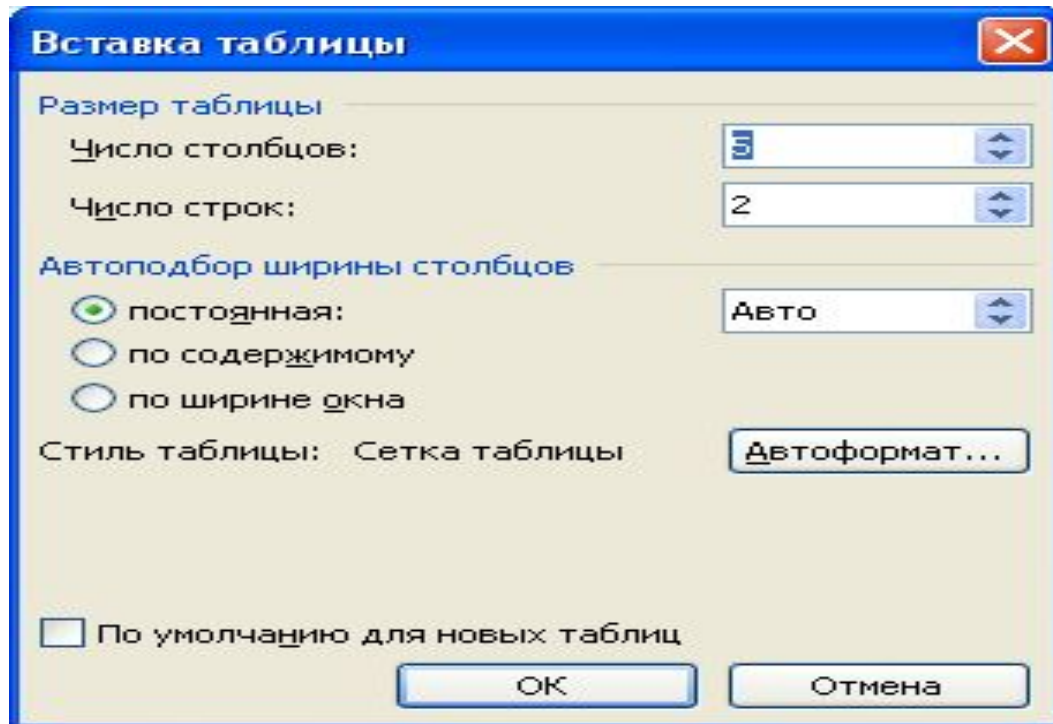 Вставка таблицы
Размер таблицы
Число столбцов: 5
Число строк: 2
Автоподбор ширины столбцов
постоянная: Авто
по содержимому
по ширине окна
Стиль таблицы: Сетка таблицы Автоформат...
По умолчанию для новых таблиц
ОК Отмена